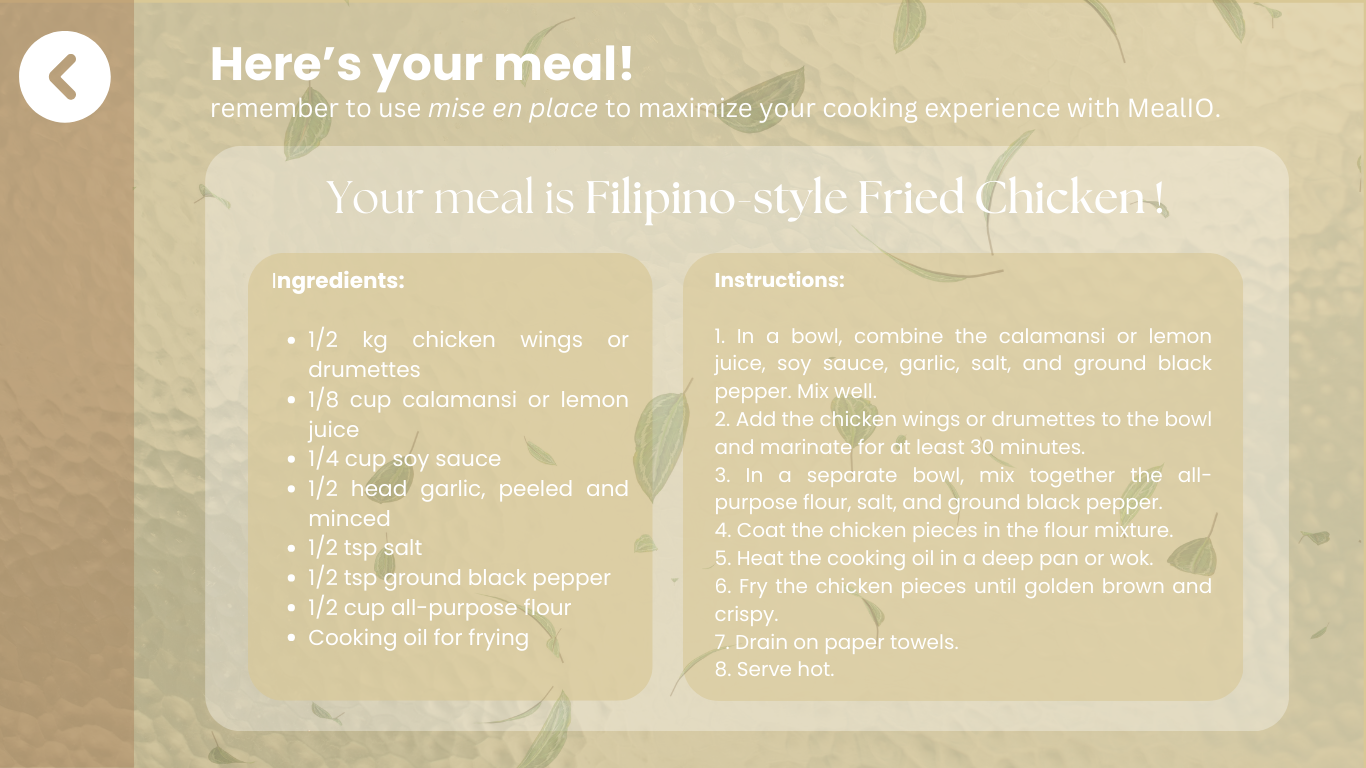 Here's your meal!
remember to use mise en place to maximize your cooking experience with MealIO.
Your meal is Filipino-style Fried Chicken !
Ingredients:
• 1/2 kg chicken wings or
drumettes
• 1/8 cup calamansi or lemon
juice
• 1/4 cup soy sauce
• 1/2 head garlic, peeled and
minced
• 1/2 tsp salt
• 1/2 tsp ground black pepper
• 1/2 cup all-purpose flour
• Cooking oil for frying
Instructions:
1. In a bowl, combine the calamansi or lemon
juice, soy sauce, garlic, salt, and ground black
pepper. Mix well.
2. Add the chicken wings or drumettes to the bowl
and marinate for at least 30 minutes.
3. In a separate bowl, mix together the all-
purpose flour, salt, and ground black pepper.
4. Coat the chicken pieces in the flour mixture.
5. Heat the cooking oil in a deep pan or wok.
6. Fry the chicken pieces until golden brown and
crispy.
7. Drain on paper towels.
8. Serve hot.